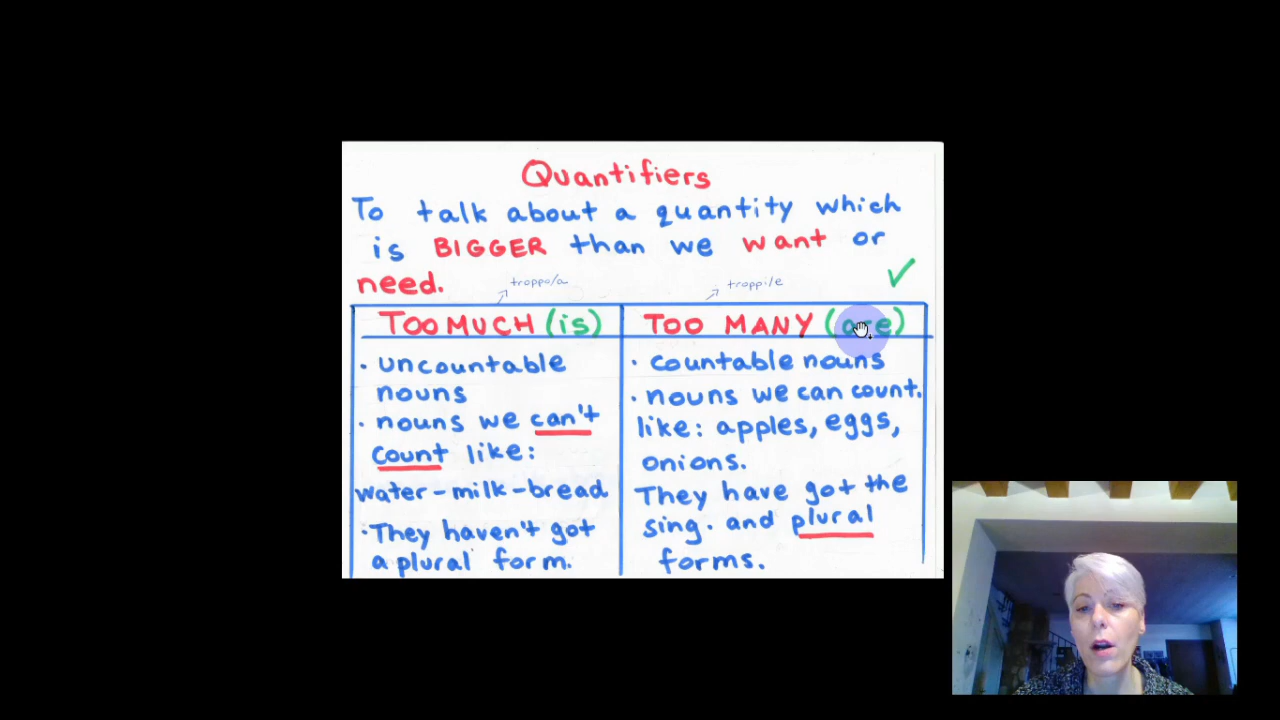 Quantifiers
To talk about a quantity which
is BIGGER than we want or
need.
troppo/a
troppi/e
TOO MUCH (is)
• uncountable
nouns
• nouns we can't
count like:
water-milk-bread
• They haven't got
a plural form.
TOO MANY (are)
• countable nouns
• nouns we can count.
like: apples, eggs,
onions.
They have got the
sing. and plural
forms.